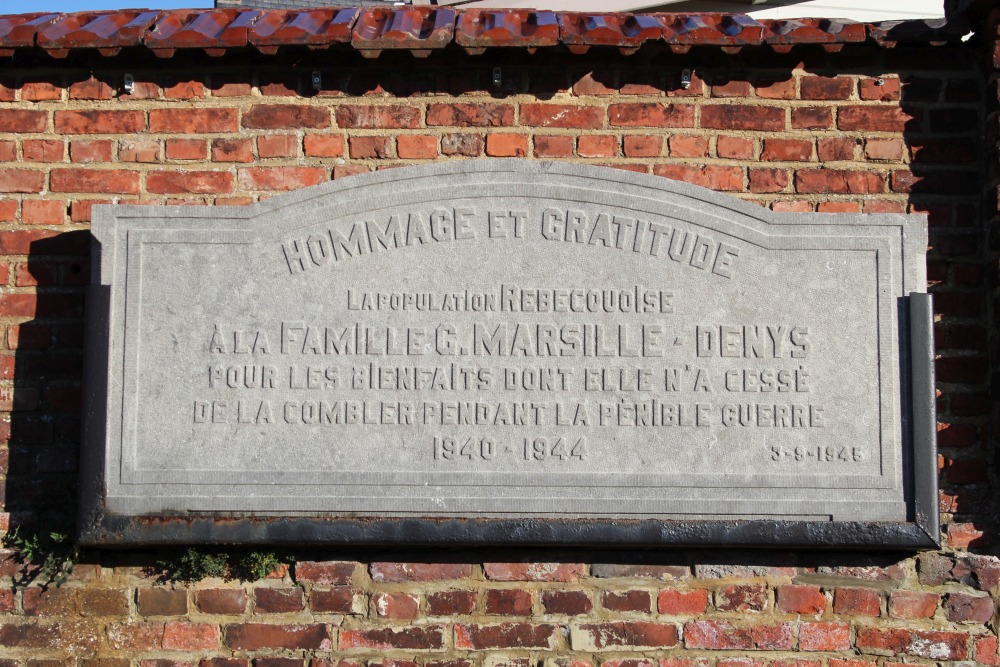 HOMMAGE ET GRATITUDE
LA POPULATION REBECQUOISE
À LA FAMILLE G. MARSILLE - DENYS
POUR LES BIENFAITS DONT ELLE N'A CESSÉ
DE LA COMBLER PENDANT LA PÉNIBLE GUERRE
1940 - 1944 3-9-1945